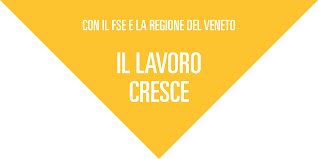 CON IL FSE E LA REGIONE DEL VENETO
IL LAVORO
CRESCE